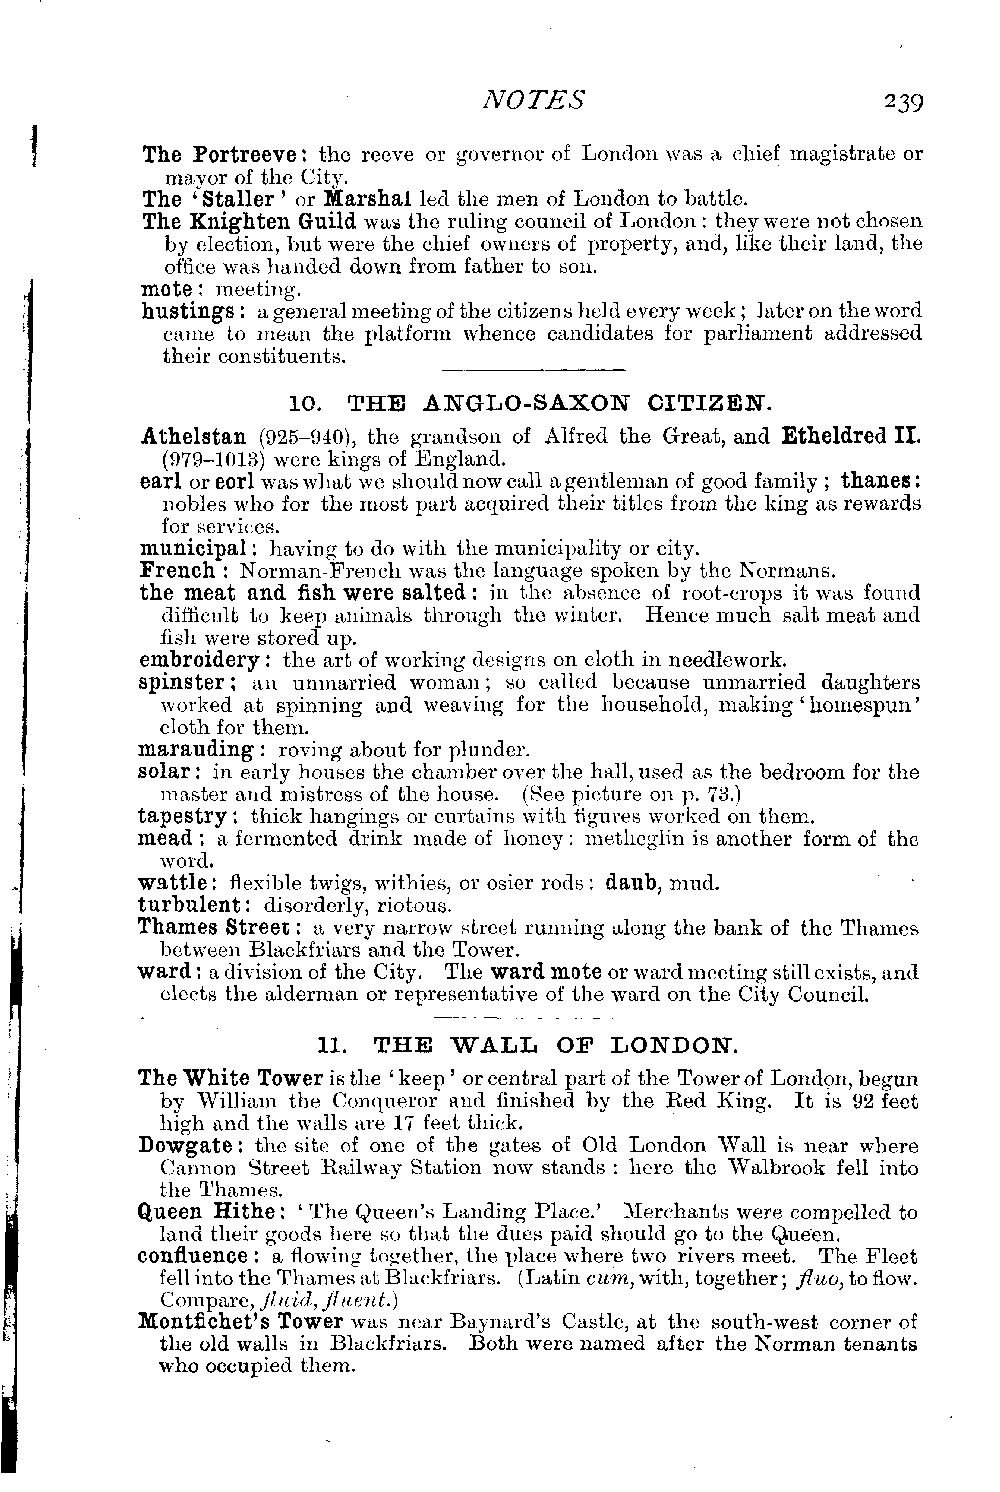 NOTES 239
The Portreeve: the reeve or governor of London was a chief magistrate or
mayor of the City.
The ‘Staller’ or Marshal led the men of London to battle.
The Knighten Guild was the ruling council of London: they were not chosen
by election, but were the chief owners of property, and, like their land, the
office was handed down from father to son.
mote: meeting.
hustings: a general meeting of the citizens held every week; later on the word
came to mean the platform whence candidates for parliament addressed
their constituents.
10. THE ANGLO-SAXON CITIZEN.
Athelstan (925–940), the grandson of Alfred the Great, and Etheldred II.
(979–1013) were kings of England.
earl or eorl was what we should now call a gentleman of good family; thanes:
nobles who for the most part acquired their titles from the king as rewards
for services.
municipal: having to do with the municipality or city.
French: Norman-French was the language spoken by the Normans.
the meat and fish were salted: in the absence of root-crops it was found
difficult to keep animals through the winter. Hence much salt meat and
fish were stored up.
embroidery: the art of working designs on cloth in needlework.
spinster; an unmarried woman; so called because unmarried daughters
worked at spinning and weaving for the household, making ‘homespun’
cloth for them.
marauding: roving about for plunder.
solar: in early houses the chamber over the hall, used as the bedroom for the
master and mistress of the house. (See picture on p. 73.)
tapestry: thick hangings or curtains with figures worked on them.
mead; a fermented drink made of honey: metheglin is another form of the
word.
wattle: flexible twigs, withies, or osier rods: daub, mud.
turbulent: disorderly, riotous.
Thames Street: a very narrow street running along the bank of the Thames
between Blackfriars and the Tower.
ward: a division of the City. The ward mote or ward meeting still exists, and
elects the alderman or representative of the ward on the City Council.
11. THE WALL OF LONDON.
The White Tower is the ‘keep’ or central part of the Tower of London, begun
by William the Conqueror and finished by the Red King. It is 92 feet
high and the walls are 17 feet thick.
Dowgate: the site of one of the gates of Old London Wall is near where
Cannon Street Railway Station now stands: here the Walbrook fell into
the Thames.
Queen Hithe: ‘The Queen's Landing Place.’ Merchants were compelled to
land their goods here so that the dues paid should go to the Queen.
confluence: a flowing together, the place where two rivers meet. The Fleet
fell into the Thames at Blackfriars. (Latin cum, with, together; fluo, to flow.
Compare, fluid, fluent.)
Montfichet's Tower was near Baynard's Castle, at the south-west corner of
the old walls in Blackfriars. Both were named after the Norman tenants
who occupied them.